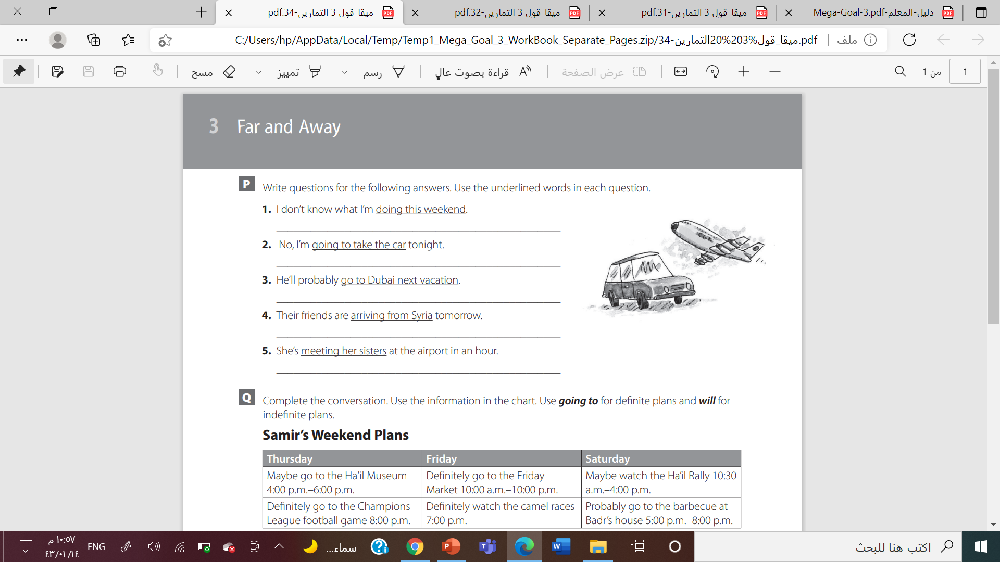 ميقا_قول 3 التمارين-34.pdf
ميقا_قول 3 التمارين-32.pdf
ميقا_قول 3 التمارين-31.pdf
دليل-المعلم-Mega-Goal-3.pdf
C:/Users/hp/AppData/Local/Temp/Temp1_Mega_Goal_3_WorkBook_Separate_Pages.zip/34-ميقا_قول%203%20التمارين.pdf
ملف
مسح
تمييز
رسم
قراءة بصوت عالٍ
عرض الصفحة
من 1
1
3 Far and Away
P Write questions for the following answers. Use the underlined words in each question.
1. I don’t know what I’m doing this weekend.
2. No, I’m going to take the car tonight.
3. He’ll probably go to Dubai next vacation.
4. Their friends are arriving from Syria tomorrow.
5. She’s meeting her sisters at the airport in an hour.
Q Complete the conversation. Use the information in the chart. Use going to for definite plans and will for
indefinite plans.
Samir’s Weekend Plans
Thursday
Friday
Saturday
Maybe go to the Ha’il Museum
4:00 p.m.–6:00 p.m.
Definitely go to the Friday
Market 10:00 a.m.–10:00 p.m.
Maybe watch the Ha’il Rally 10:30
a.m.–4:00 p.m.
Definitely go to the Champions
League football game 8:00 p.m.
Definitely watch the camel races
7:00 p.m.
Probably go to the barbecue at
Badr’s house 5:00 p.m.–8:00 p.m.
١٠:٥٧ م
٤٣/٠٢/٢٤
ENG
سماء...
اكتب هنا للبحث